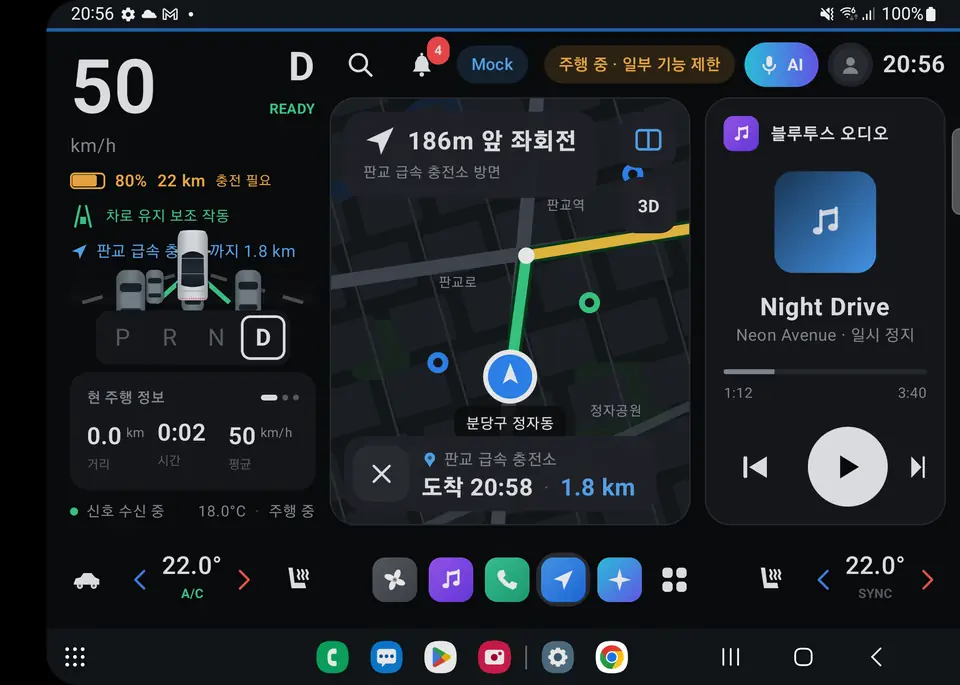 20:56
100%
50
D
READY
km/h
80% 22 km 충전 필요
차로 유지 보조 작동
판교 급속 충 까지 1.8 km
P R N D
현 주행 정보
0.0 km 0:02 50 km/h
거리 시간 평균
신호 수신 중 18.0°C · 주행 중
4
Mock
주행 중 · 일부 기능 제한
AI
20:56
186m 앞 좌회전
판교 급속 충전소 방면
3D
판교역
판교로
정자공원
분당구 정자동
판교 급속 충전소
도착 20:58 · 1.8 km
블루투스 오디오
Night Drive
Neon Avenue · 일시 정지
1:12 3:40
22.0°
A/C
22.0°
SYNC